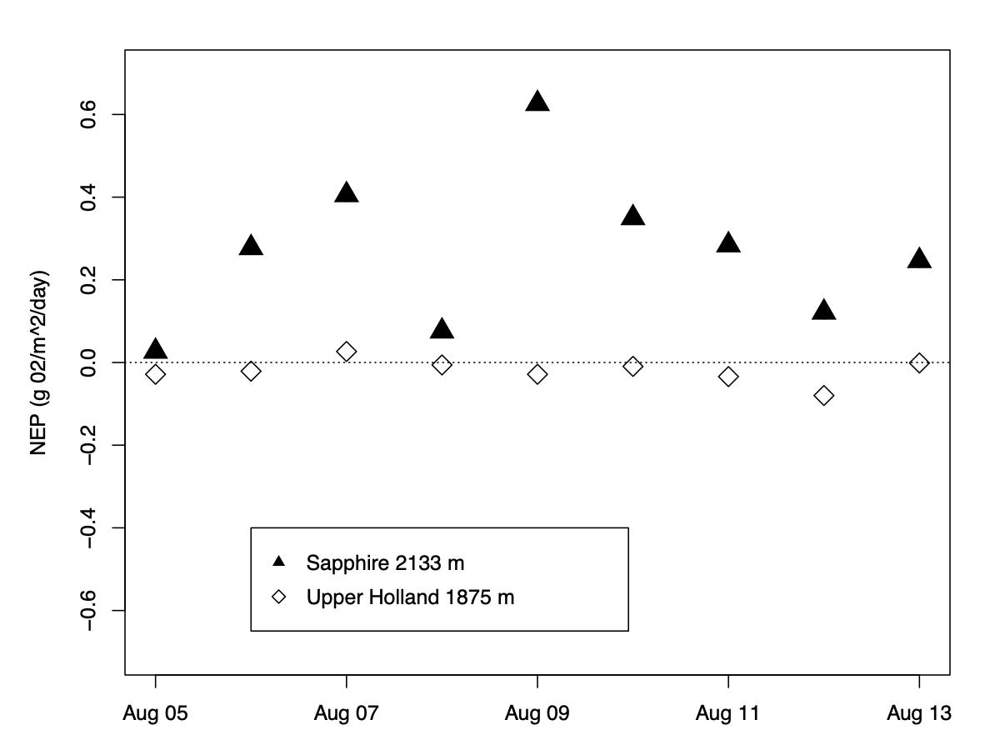 0.6
0.4
0.2
0.0
−0.2
−0.4
−0.6
NEP (g 02/m^2/day)
Sapphire 2133 m
Upper Holland 1875 m
Aug 05 Aug 07 Aug 09 Aug 11 Aug 13